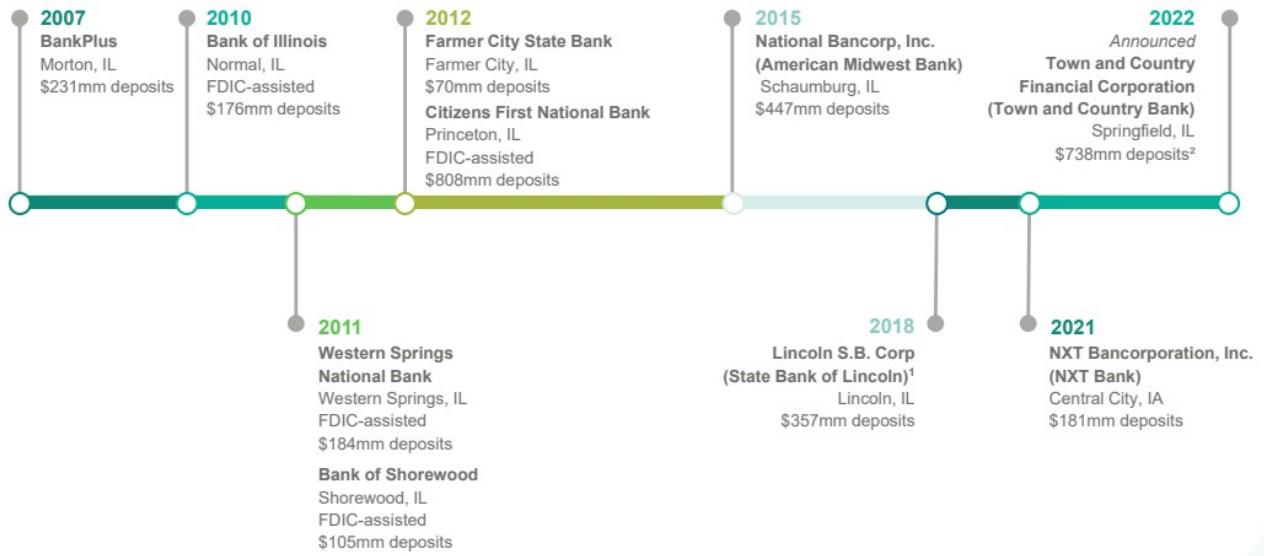 2007
BankPlus
Morton, IL
$231mm deposits
2010
Bank of Illinois
Normal, IL
FDIC-assisted
$176mm deposits
2012
Farmer City State Bank
Farmer City, IL
$70mm deposits
Citizens First National Bank
Princeton, IL
FDIC-assisted
$808mm deposits
2015
National Bancorp, Inc.
(American Midwest Bank)
Schaumburg, IL
$447mm deposits
2022
Announced
Town and Country
Financial Corporation
(Town and Country Bank)
Springfield, IL
$738mm deposits²
2011
Western Springs
National Bank
Western Springs, IL
FDIC-assisted
$184mm deposits
Bank of Shorewood
Shorewood, IL
FDIC-assisted
$105mm deposits
2018
Lincoln S.B. Corp
(State Bank of Lincoln)¹
Lincoln, IL
$357mm deposits
2021
NXT Bancorporation, Inc.
(NXT Bank)
Central City, IA
$181mm deposits